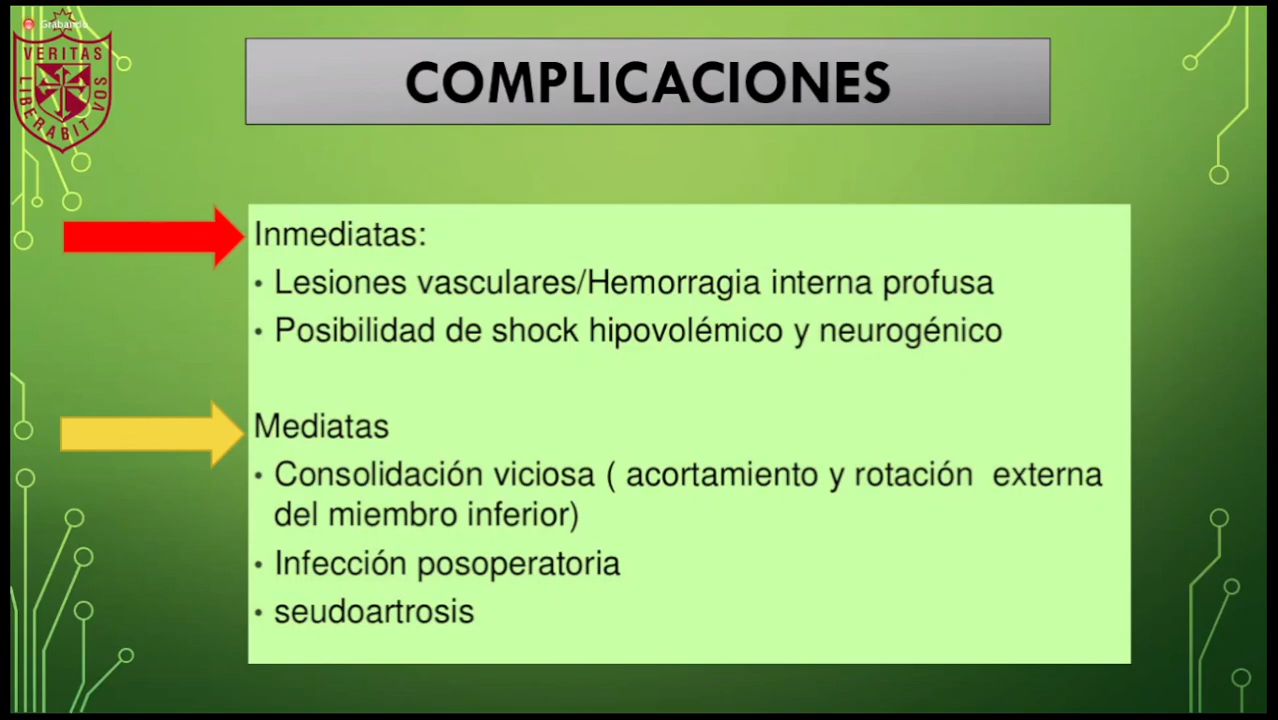 Grabando
VERITAS
LIBERABIT VOS
COMPLICACIONES
Inmediatas:
• Lesiones vasculares/Hemorragia interna profusa
• Posibilidad de shock hipovolémico y neurogénico
Mediatas
• Consolidación viciosa ( acortamiento y rotación externa
del miembro inferior)
• Infección posoperatoria
• seudoartrosis